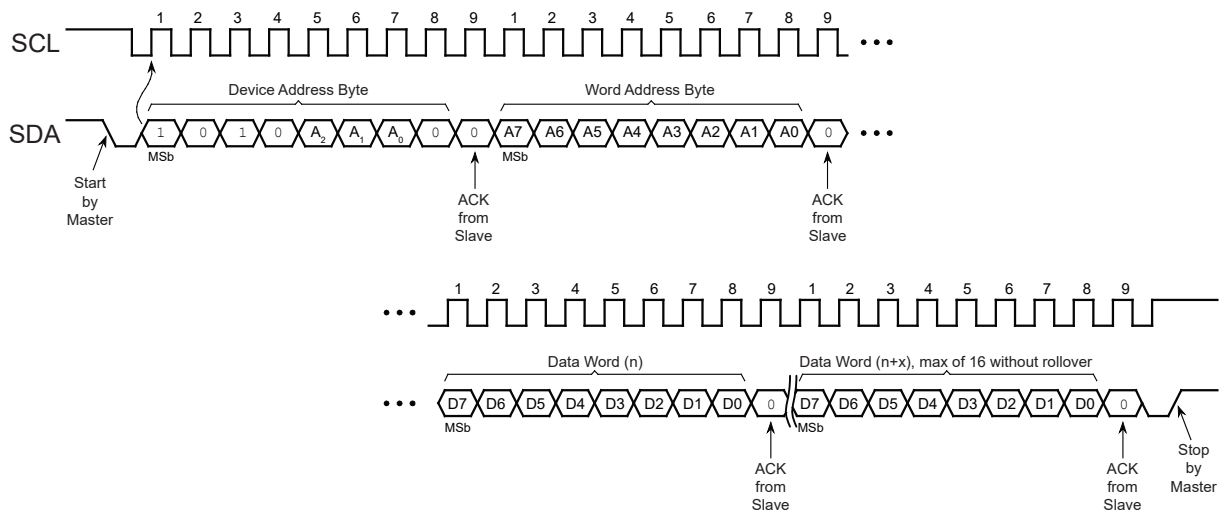 1 2 3 4 5 6 7 8 9 1 2 3 4 5 6 7 8 9
SCL
Device Address Byte Word Address Byte
SDA 1 0 1 0 A2 A1 A0 0 0 A7 A6 A5 A4 A3 A2 A1 A0 0
MSb MSb
Start
by
Master
ACK
from
Slave
ACK
from
Slave
1 2 3 4 5 6 7 8 9 1 2 3 4 5 6 7 8 9
Data Word (n) Data Word (n+x), max of 16 without rollover
D7 D6 D5 D4 D3 D2 D1 D0 0 D7 D6 D5 D4 D3 D2 D1 D0 0
MSb MSb
ACK
from
Slave
ACK
from
Slave
Stop
by
Master